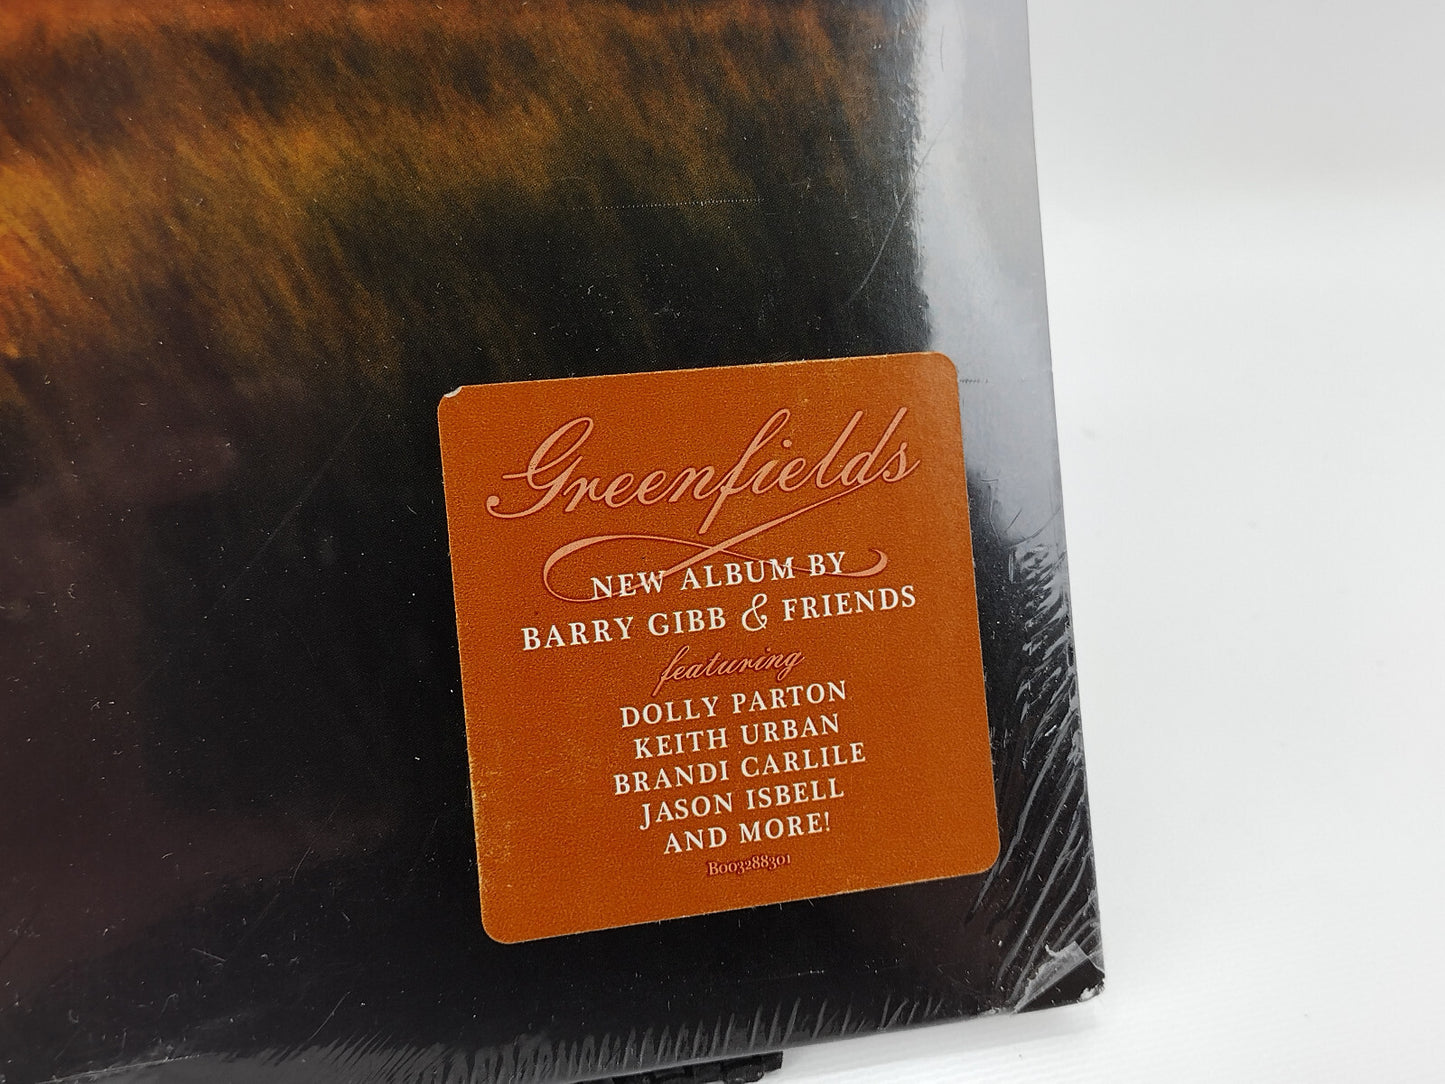 Greenfields
NEW ALBUM BY
BARRY GIBB & FRIENDS
featuring
DOLLY PARTON
KEITH URBAN
BRANDI CARLILE
JASON ISBELL
AND MORE!
B003288301